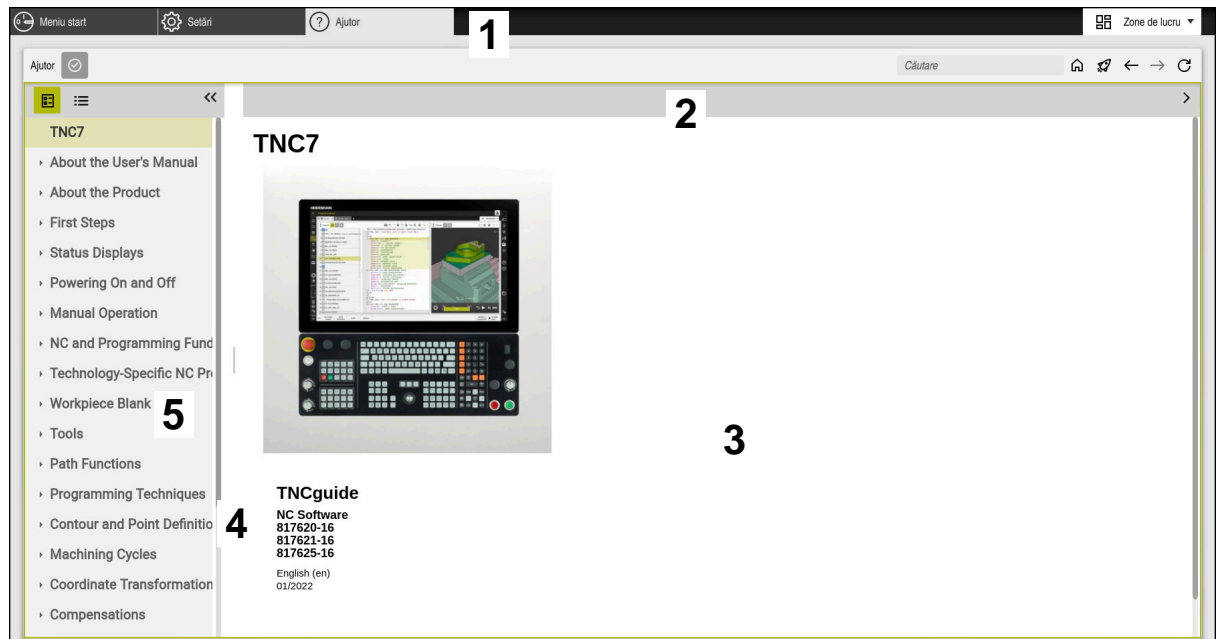 Meniu start
Setări
Ajutor
1
Zone de lucru
Ajutor
Căutare
2
TNC7
About the User's Manual
About the Product
First Steps
Status Displays
Powering On and Off
Manual Operation
NC and Programming Fund
Technology-Specific NC Pr
Workpiece Blank
5
Tools
Path Functions
Programming Techniques
Contour and Point Definitio
Machining Cycles
Coordinate Transformation
Compensations
4
TNC7
HEIDENHAIN
3
TNCguide
NC Software
817620-16
817621-16
817625-16
English (en)
01/2022